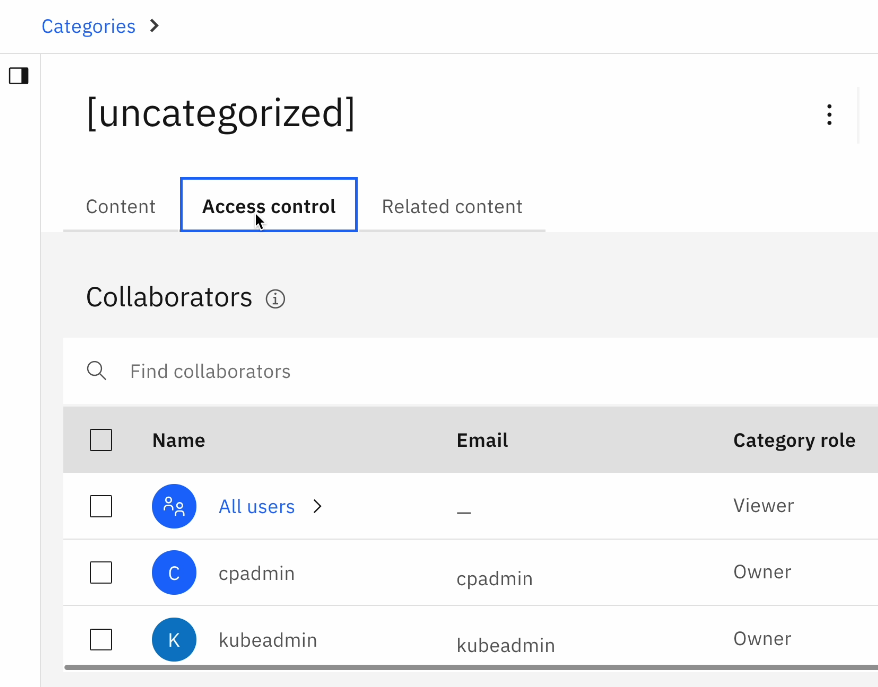 Categories
[uncategorized]
Content Access control Related content
Collaborators
Find collaborators
Name Email Category role
All users — Viewer
C cpadmin cpadmin Owner
K kubeadmin kubeadmin Owner